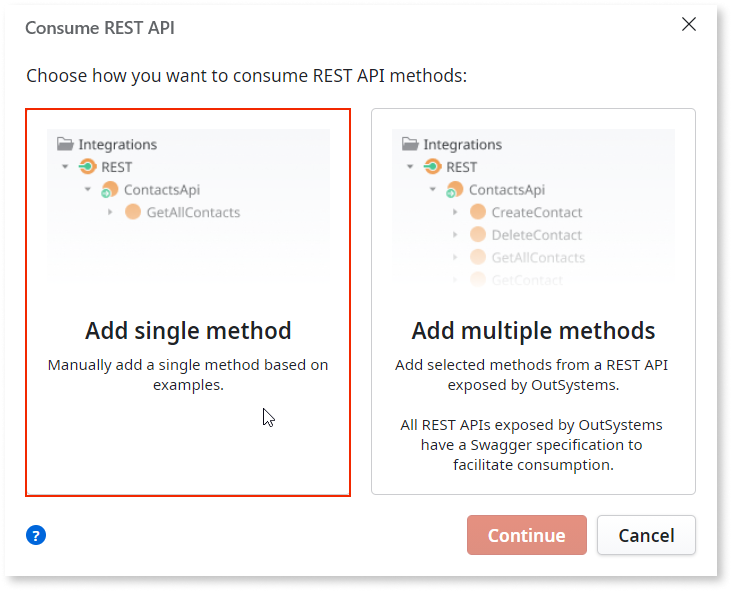 Consume REST API
Choose how you want to consume REST API methods:
Integrations
REST
ContactsApi
GetAllContacts
Add single method
Manually add a single method based on
examples.
Integrations
REST
ContactsApi
CreateContact
DeleteContact
GetAllContacts
GetContact
Add multiple methods
Add selected methods from a REST API
exposed by OutSystems.
All REST APIs exposed by OutSystems
have a Swagger specification to
facilitate consumption.
?
Continue
Cancel